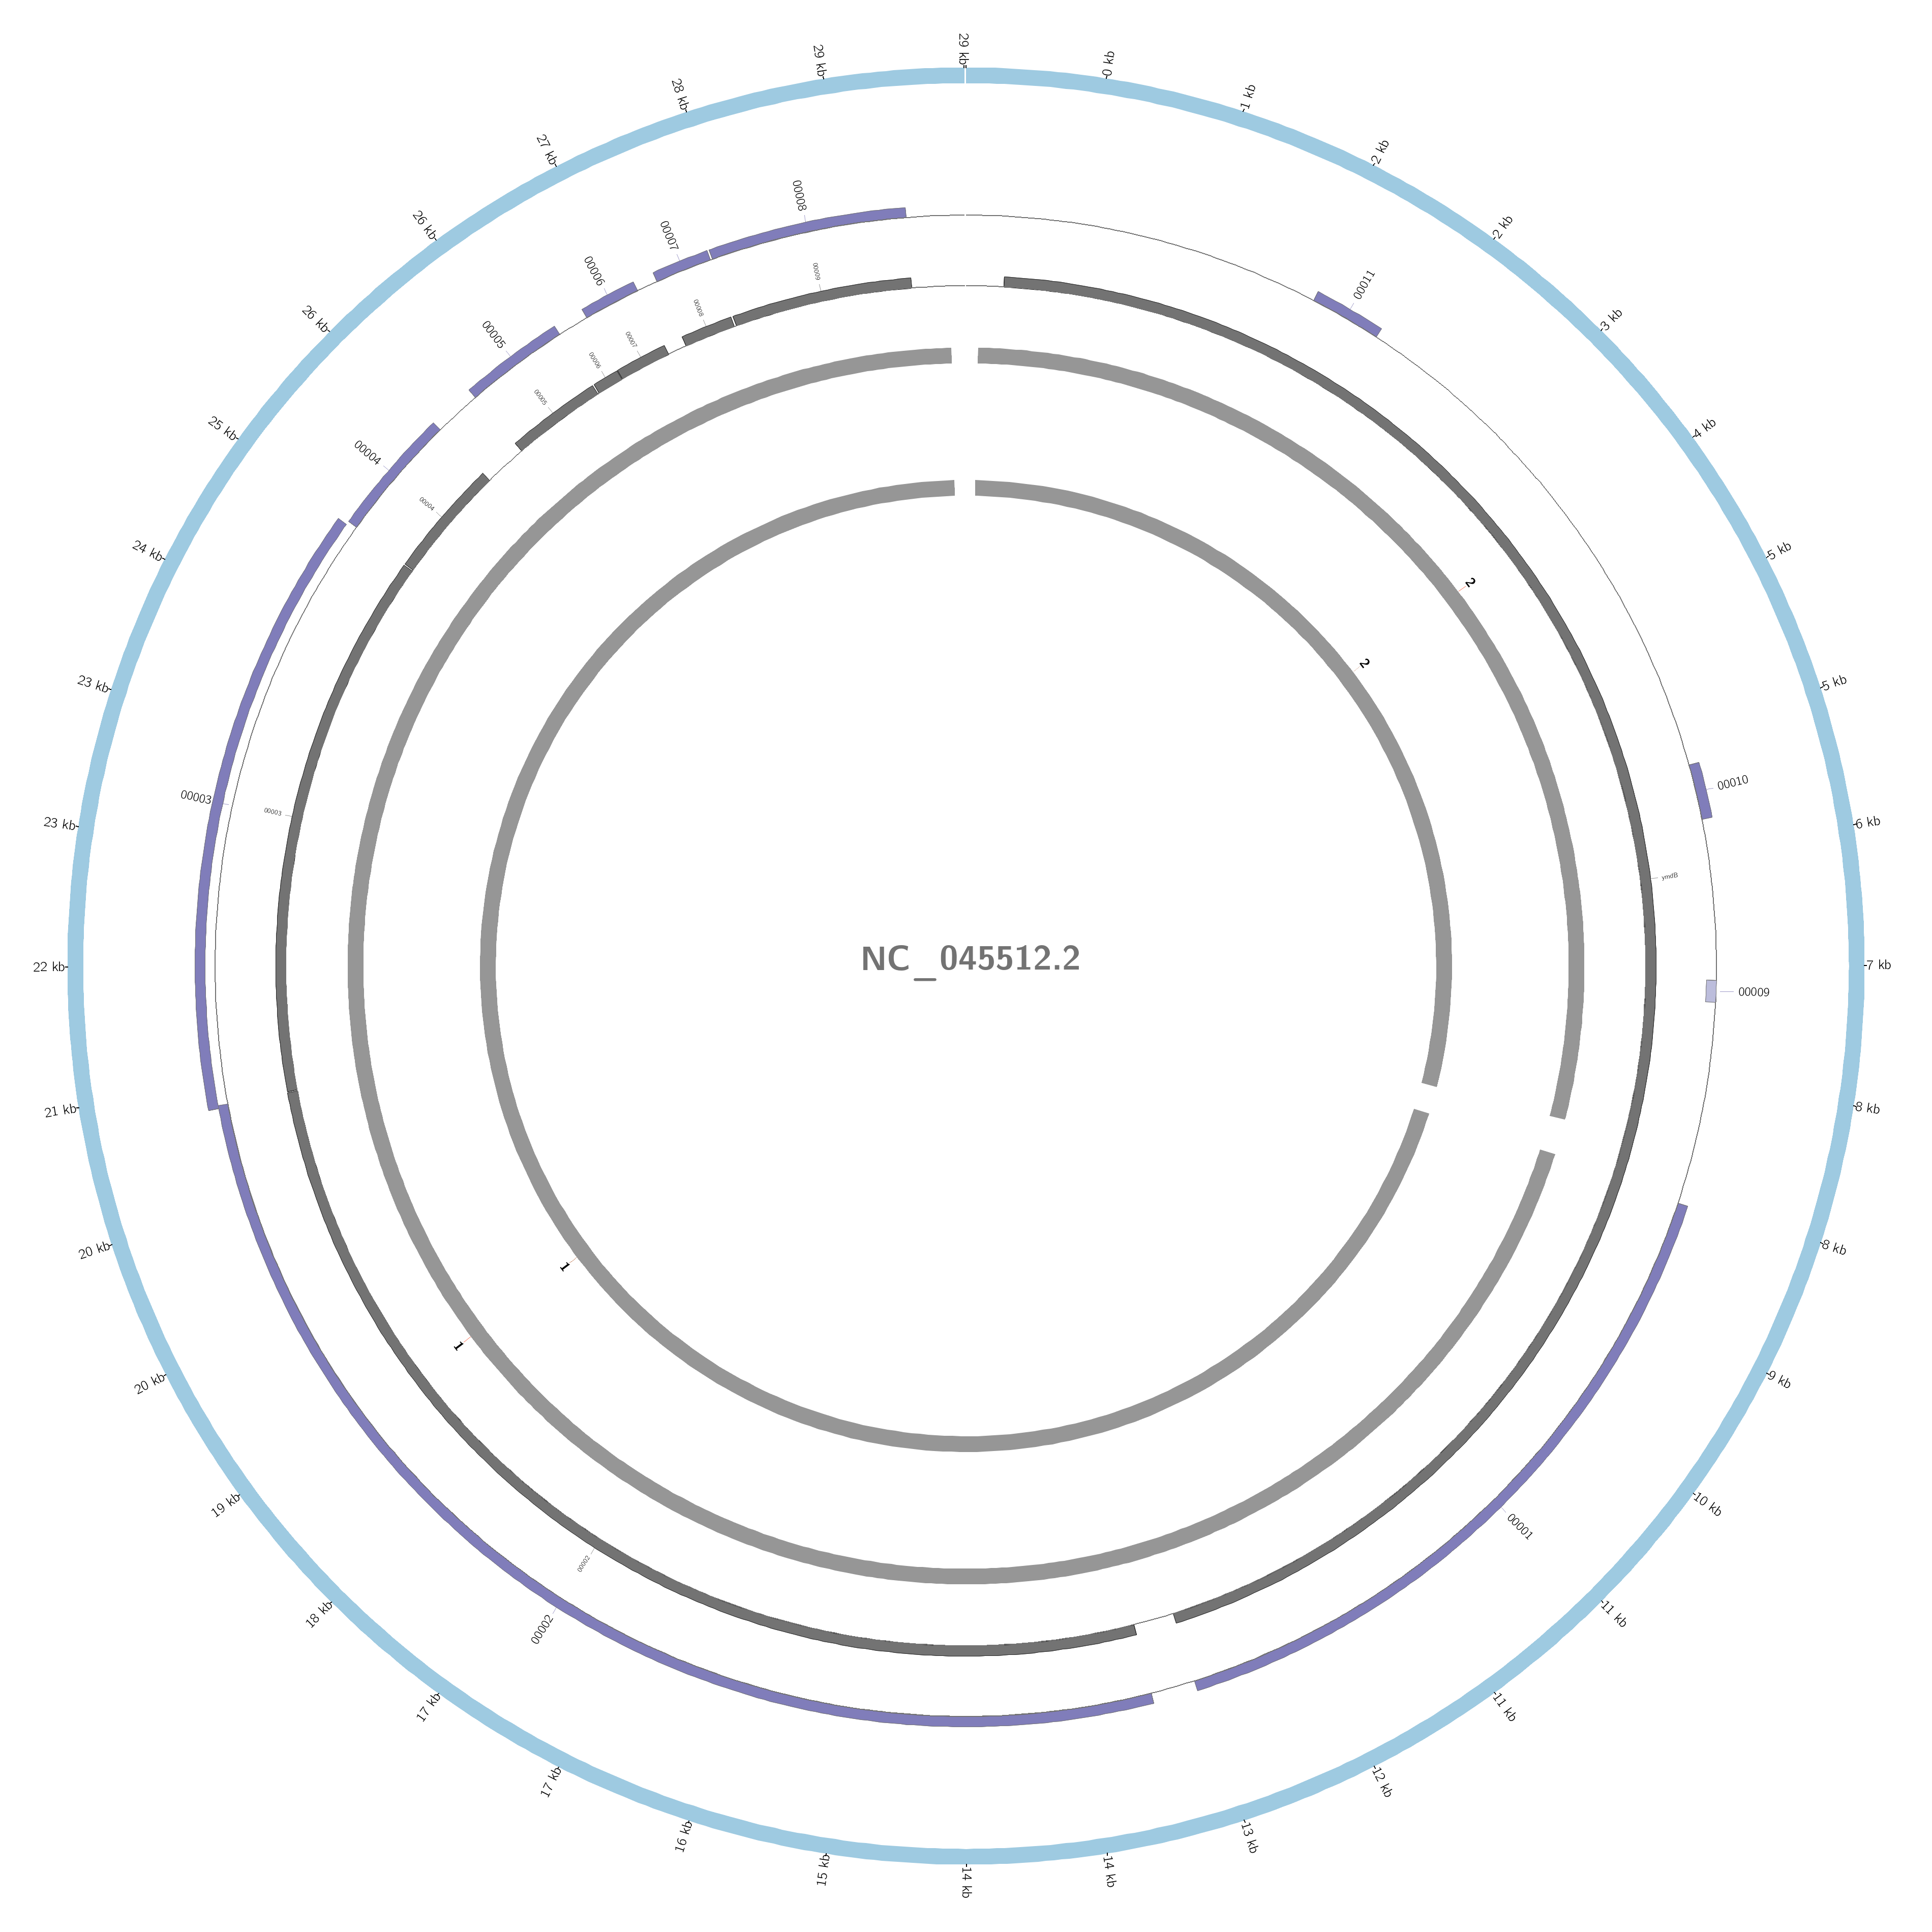 29 kb
0 kb
1 kb
2 kb
2 kb
3 kb
4 kb
5 kb
5 kb
6 kb
7 kb
8 kb
8 kb
9 kb
10 kb
11 kb
11 kb
12 kb
13 kb
14 kb
14 kb
15 kb
16 kb
17 kb
17 kb
18 kb
19 kb
20 kb
20 kb
21 kb
22 kb
23 kb
23 kb
24 kb
25 kb
26 kb
26 kb
27 kb
28 kb
29 kb
00011
00010
00009
00001
00002
00003
00004
00005
00006
00007
00008
ymdB
00002
00003
00004
00005
00006
00007
00008
00009
2
1
2
1
NC_045512.2